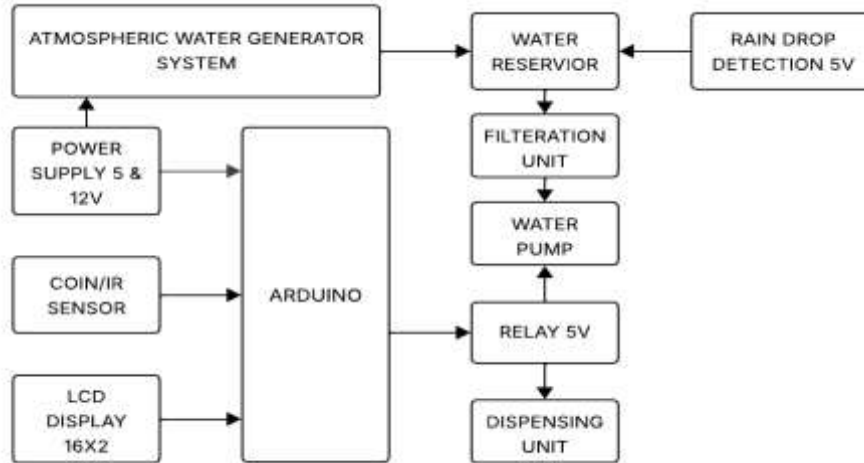 ATMOSPHERIC WATER GENERATOR
SYSTEM
WATER
RESERVIOR
RAIN DROP
DETECTION 5V
POWER
SUPPLY 5 &
12V
FILTERATION
UNIT
WATER
PUMP
COIN/IR
SENSOR
ARDUINO
RELAY 5V
LCD
DISPLAY
16X2
DISPENSING
UNIT